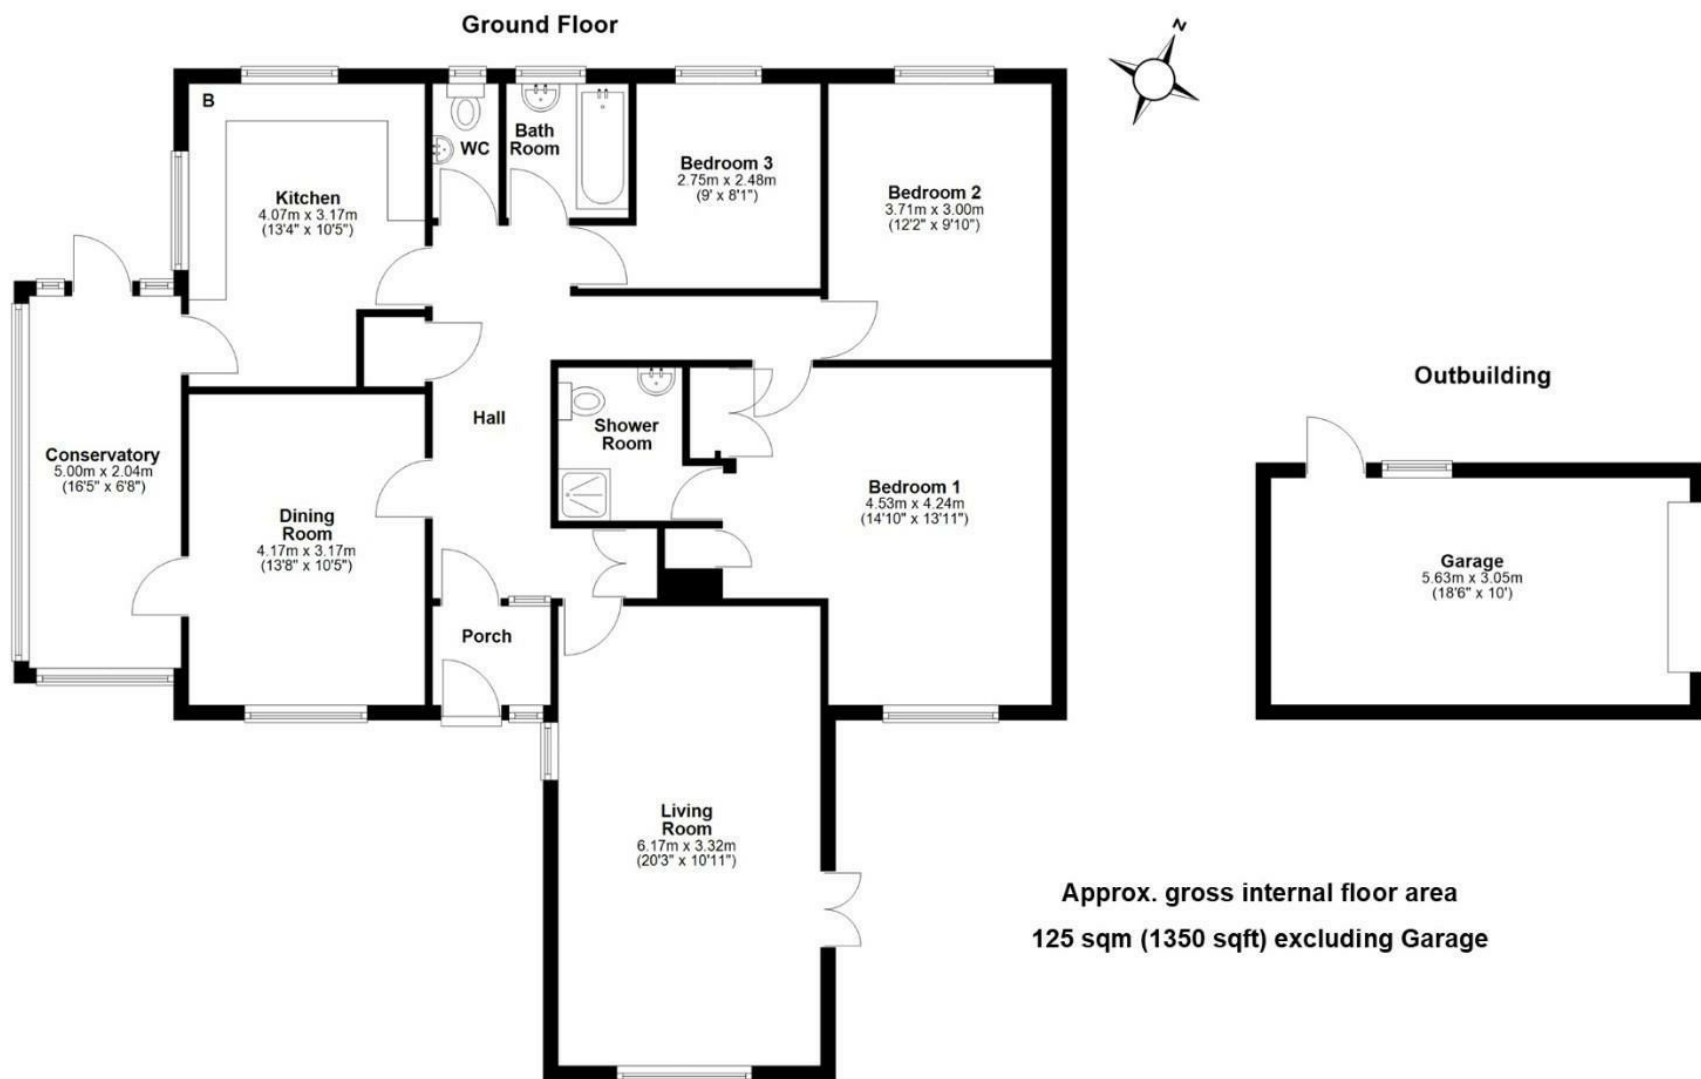 Ground Floor
N
B
Kitchen
4.07m x 3.17m
(13'4" x 10'5")
WC
Bath
Room
Bedroom 3
2.75m x 2.48m
(9' x 8'1")
Bedroom 2
3.71m x 3.00m
(12'2" x 9'10")
Conservatory
5.00m x 2.04m
(16'5" x 6'8")
Dining
Room
4.17m x 3.17m
(13'8" x 10'5")
Hall
Shower
Room
Bedroom 1
4.53m x 4.24m
(14'10" x 13'11")
Porch
Living
Room
6.17m x 3.32m
(20'3" x 10'11")
Outbuilding
Garage
5.63m x 3.05m
(18'6" x 10')
Approx. gross internal floor area
125 sqm (1350 sqft) excluding Garage